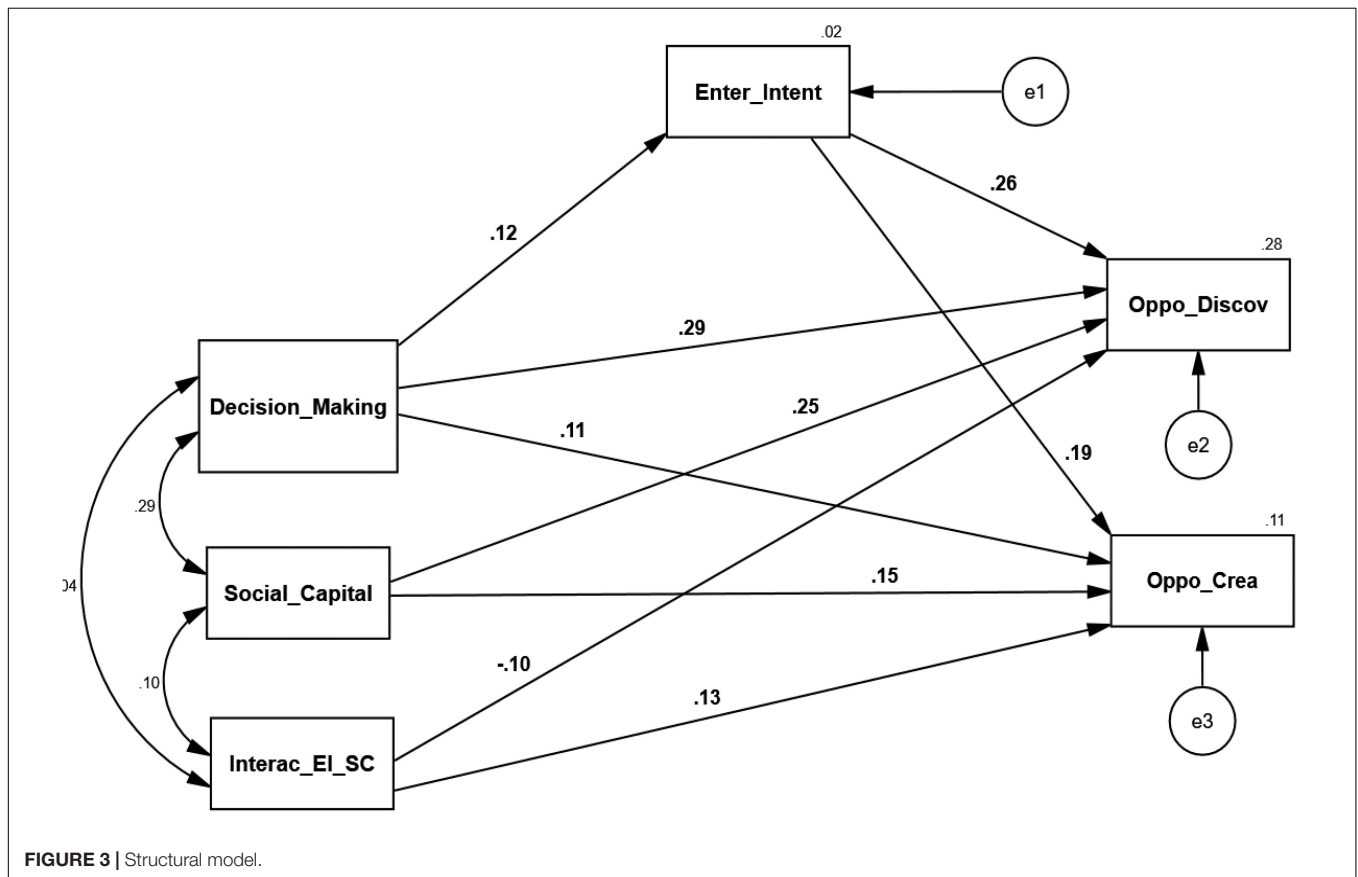 .02
Enter_Intent
e1
.26
.12
.28
Oppo_Discov
.29
Decision_Making
.25
.11
e2
.19
.29
.11
Social_Capital
04
.15
Oppo_Crea
-.10
.10
.13
e3
Interac_EI_SC
FIGURE 3 | Structural model.